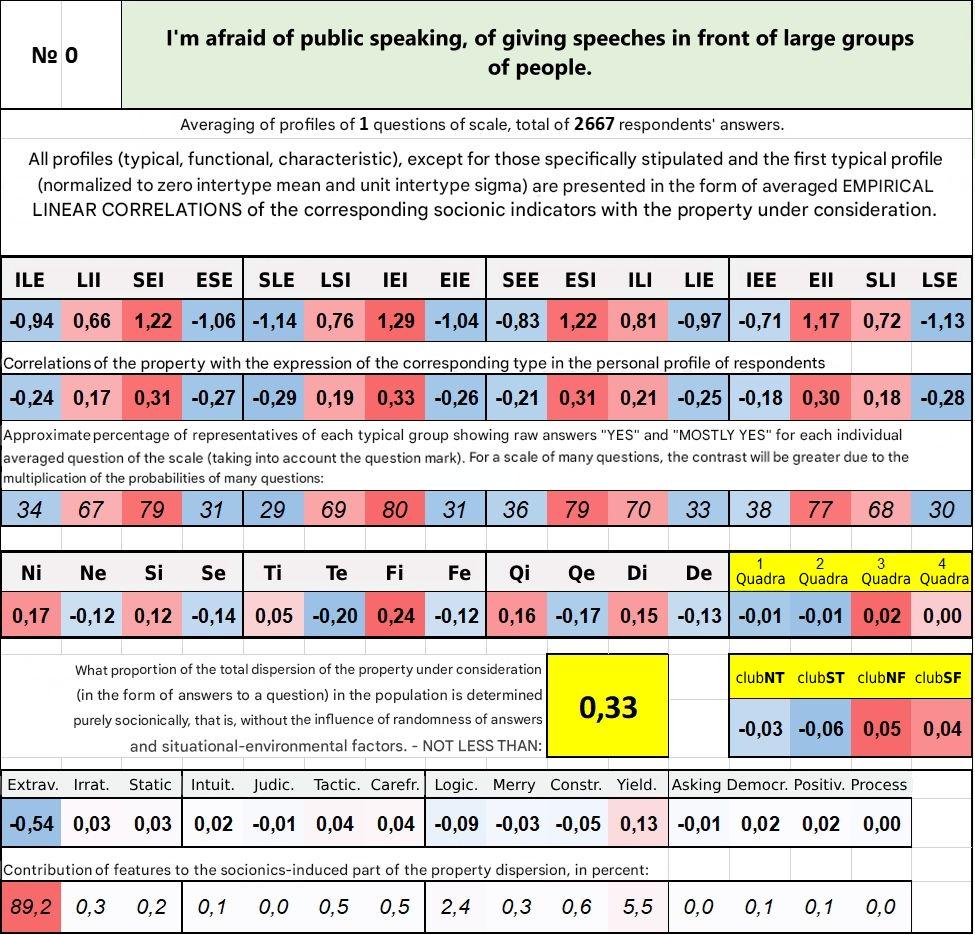 № 0
I'm afraid of public speaking, of giving speeches in front of large groups
of people.
Averaging of profiles of 1 questions of scale, total of 2667 respondents' answers.
All profiles (typical, functional, characteristic), except for those specifically stipulated and the first typical profile
(normalized to zero intertype mean and unit intertype sigma) are presented in the form of averaged EMPIRICAL
LINEAR CORRELATIONS of the corresponding socionic indicators with the property under consideration.
ILE LII SEI ESE SLE LSI IEI EIE SEE ESI ILI LIE IEE EII SLI LSE
-0,94 0,66 1,22 -1,06 -1,14 0,76 1,29 -1,04 -0,83 1,22 0,81 -0,97 -0,71 1,17 0,72 -1,13
Correlations of the property with the expression of the corresponding type in the personal profile of respondents
-0,24 0,17 0,31 -0,27 -0,29 0,19 0,33 -0,26 -0,21 0,31 0,21 -0,25 -0,18 0,30 0,18 -0,28
Approximate percentage of representatives of each typical group showing raw answers "YES" and "MOSTLY YES" for each individual
averaged question of the scale (taking into account the question mark). For a scale of many questions, the contrast will be greater due to the
multiplication of the probabilities of many questions:
34 67 79 31 29 69 80 31 36 79 70 33 38 77 68 30
Ni Ne Si Se Ti Te Fi Fe Qi Qe Di De 1 2 3 4
Quadra Quadra Quadra Quadra
0,17 -0,12 0,12 -0,14 0,05 -0,20 0,24 -0,12 0,16 -0,17 0,15 -0,13 -0,01 -0,01 0,02 0,00
What proportion of the total dispersion of the property under consideration
(in the form of answers to a question) in the population is determined
purely socionically, that is, without the influence of randomness of answers
and situational-environmental factors. - NOT LESS THAN:
0,33
clubNT clubST clubNF clubSF
-0,03 -0,06 0,05 0,04
Extrav. Irrat. Static Intuit. Judic. Tactic. Carefr. Logic. Merry Constr. Yield. Asking Democr. Positiv. Process
-0,54 0,03 0,03 0,02 -0,01 0,04 0,04 -0,09 -0,03 -0,05 0,13 -0,01 0,02 0,02 0,00
Contribution of features to the socionics-induced part of the property dispersion, in percent:
89,2 0,3 0,2 0,1 0,0 0,5 0,5 2,4 0,3 0,6 5,5 0,0 0,1 0,1 0,0